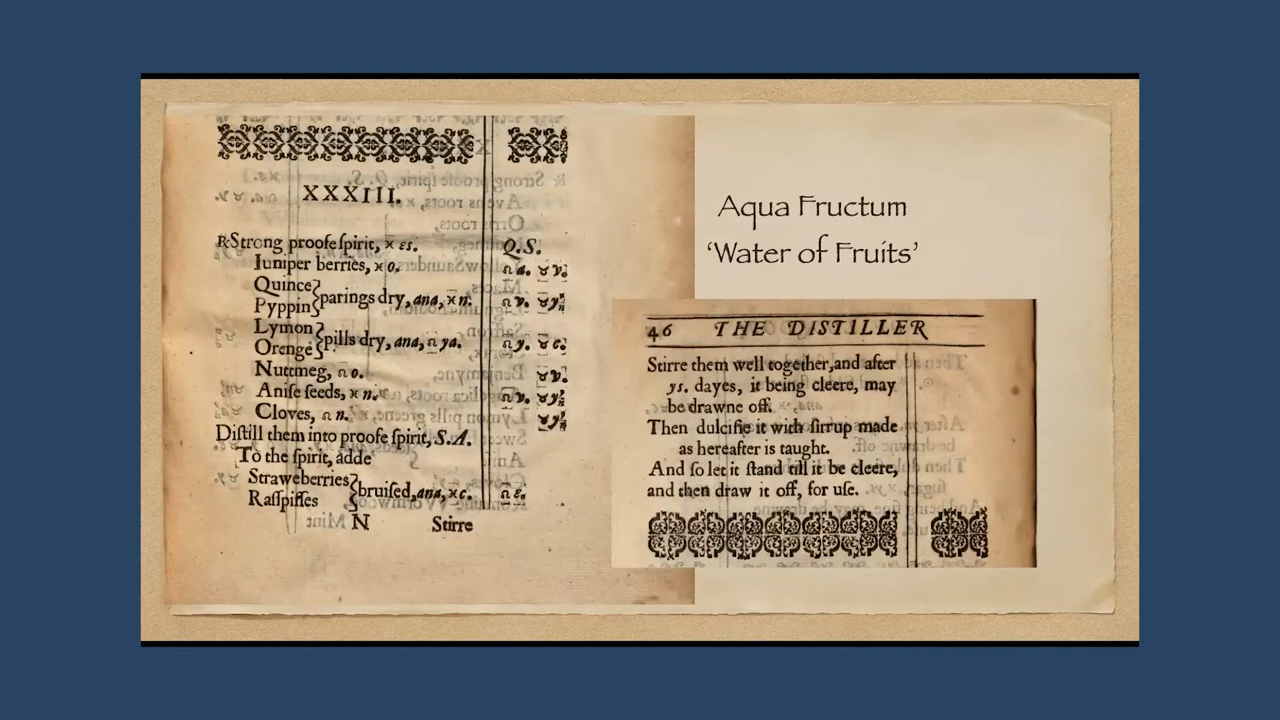 XXXIII.
℞ Strong proofe ſpirit, x es. Q.S.
Iuniper berries, x o.
Quince
Pyppin parings dry, ana, x n.
Lymon
Orenge pills dry, ana, ya.
Nuttmeg, o.
Aniſe ſeeds, x n.
Cloves, n.
Diſtill them into proofe ſpirit, S.A.
To the ſpirit, adde
Straweberries
Raſſpiſſes bruiſed, ana, x c.
N Stirre
Aqua Fructum
‘Water of Fruits’
46 THE DISTILLER
Stirre them well together, and after
ys. dayes, it being cleere, may
be drawne off.
Then dulcifie it with ſirrup made
as hereafter is taught.
And ſo let it ſtand till it be cleere,
and then draw it off, for uſe.